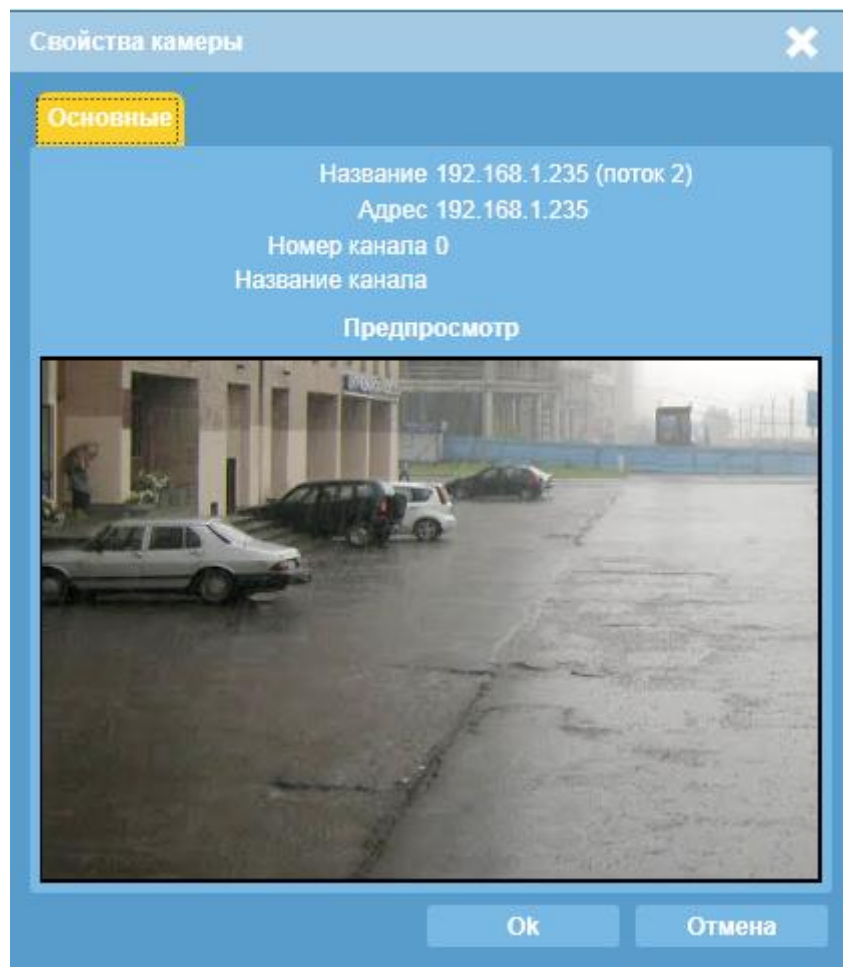 Свойства камеры
Основные
Название 192.168.1.235 (поток 2)
Адрес 192.168.1.235
Номер канала 0
Название канала
Предпросмотр
Ok Отмена